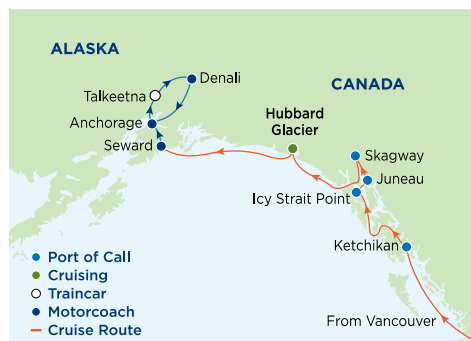 ALASKA
Denali
CANADA
Talkeetna
Hubbard
Glacier
Anchorage
Seward
Skagway
Juneau
Icy Strait Point
Ketchikan
Port of Call
Cruising
Traincar
Motorcoach
Cruise Route
From Vancouver